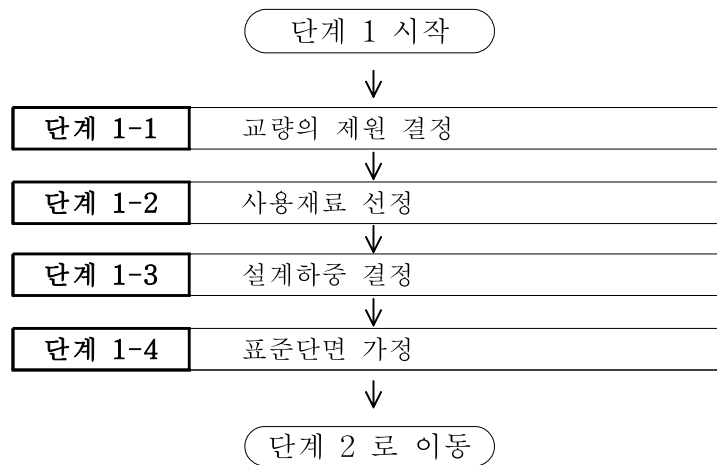 단계 1 시작
단계 1-1 교량의 제원 결정
단계 1-2 사용재료 선정
단계 1-3 설계하중 결정
단계 1-4 표준단면 가정
단계 2 로 이동